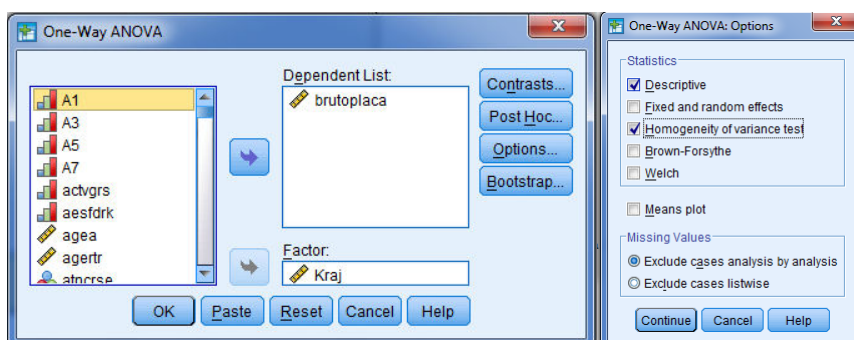 One-Way ANOVA
A1
A3
A5
A7
actvgrs
aesfdrk
agea
agertr
atncrse
Dependent List:
brutoplaca
Factor:
Kraj
Contrasts...
Post Hoc...
Options...
Bootstrap...
OK Paste Reset Cancel Help
One-Way ANOVA: Options
Statistics
Descriptive
Fixed and random effects
Homogeneity of variance test
Brown-Forsythe
Welch
Means plot
Missing Values
Exclude cases analysis by analysis
Exclude cases listwise
Continue Cancel Help